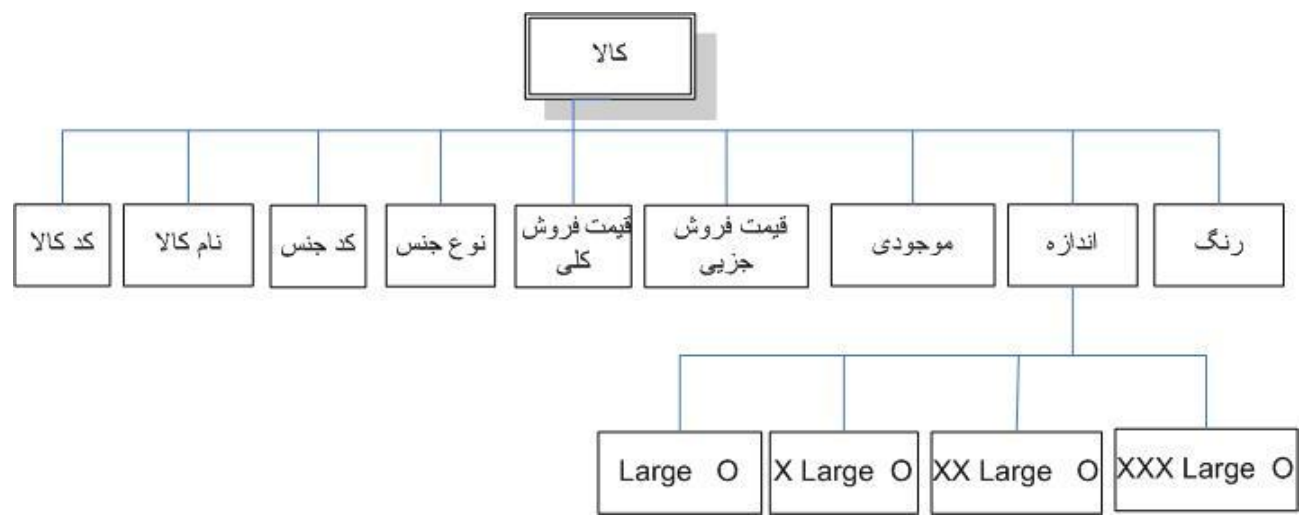 کالا
رنگ
اندازه
موجودی
قیمت فروش
جزیی
قیمت فروش
کلی
نوع جنس
کد جنس
نام کالا
کد کالا
Large O
X Large O
XX Large O
XXX Large O